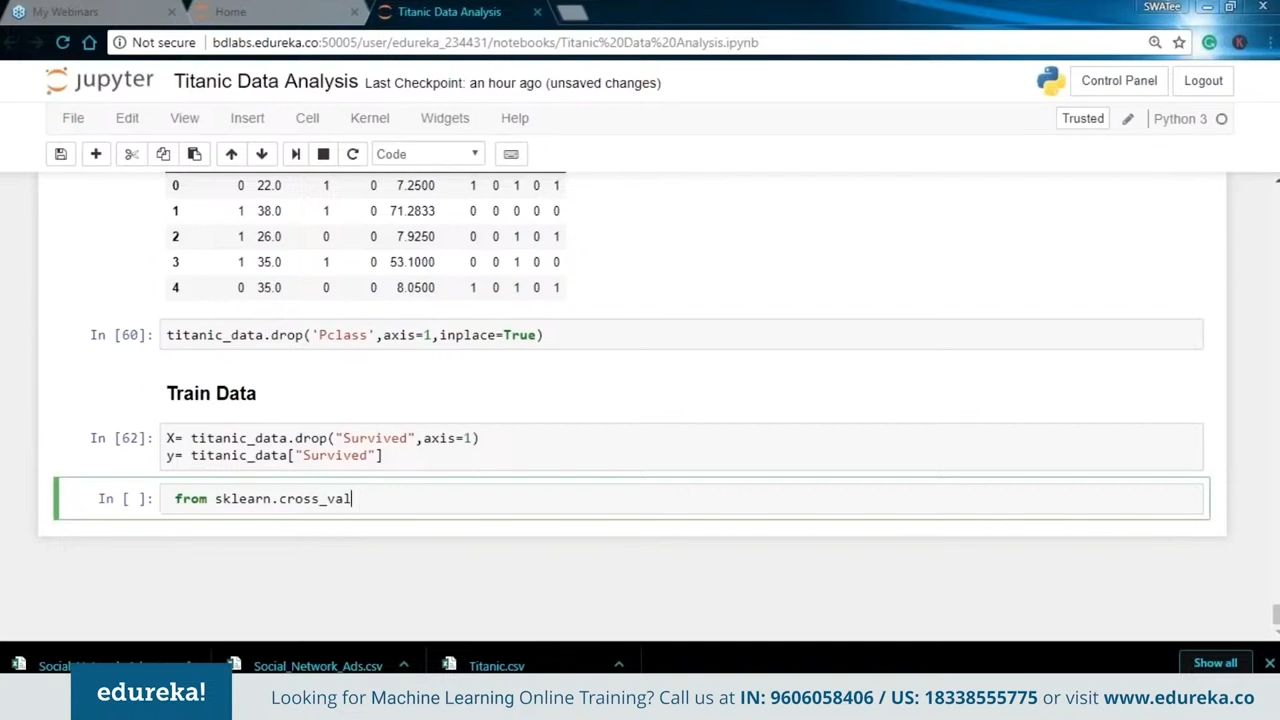 My Webinars
Home
Titanic Data Analysis
SWATee
Not secure
bdlabs.edureka.co:50005/user/edureka_234431/notebooks/Titanic%20Data%20Analysis.ipynb
jupyter
Titanic Data Analysis
Last Checkpoint: an hour ago (unsaved changes)
Control Panel
Logout
File Edit View Insert Cell Kernel Widgets Help
Trusted
Python 3
Code
0 0 22.0 1 0 7.2500 1 0 1 0 1
1 1 38.0 1 0 71.2833 0 0 0 0 0
2 1 26.0 0 0 7.9250 0 0 1 0 1
3 1 35.0 1 0 53.1000 0 0 1 0 0
4 0 35.0 0 0 8.0500 1 0 1 0 1
In [60]: titanic_data.drop('Pclass',axis=1,inplace=True)
Train Data
In [62]: X= titanic_data.drop("Survived",axis=1)
y= titanic_data["Survived"]
In [ ]: from sklearn.cross_val
Social_Network_Ads.csv
Titanic.csv
Show all
edureka!
Looking for Machine Learning Online Training? Call us at IN: 9606058406 / US: 18338555775 or visit www.edureka.co